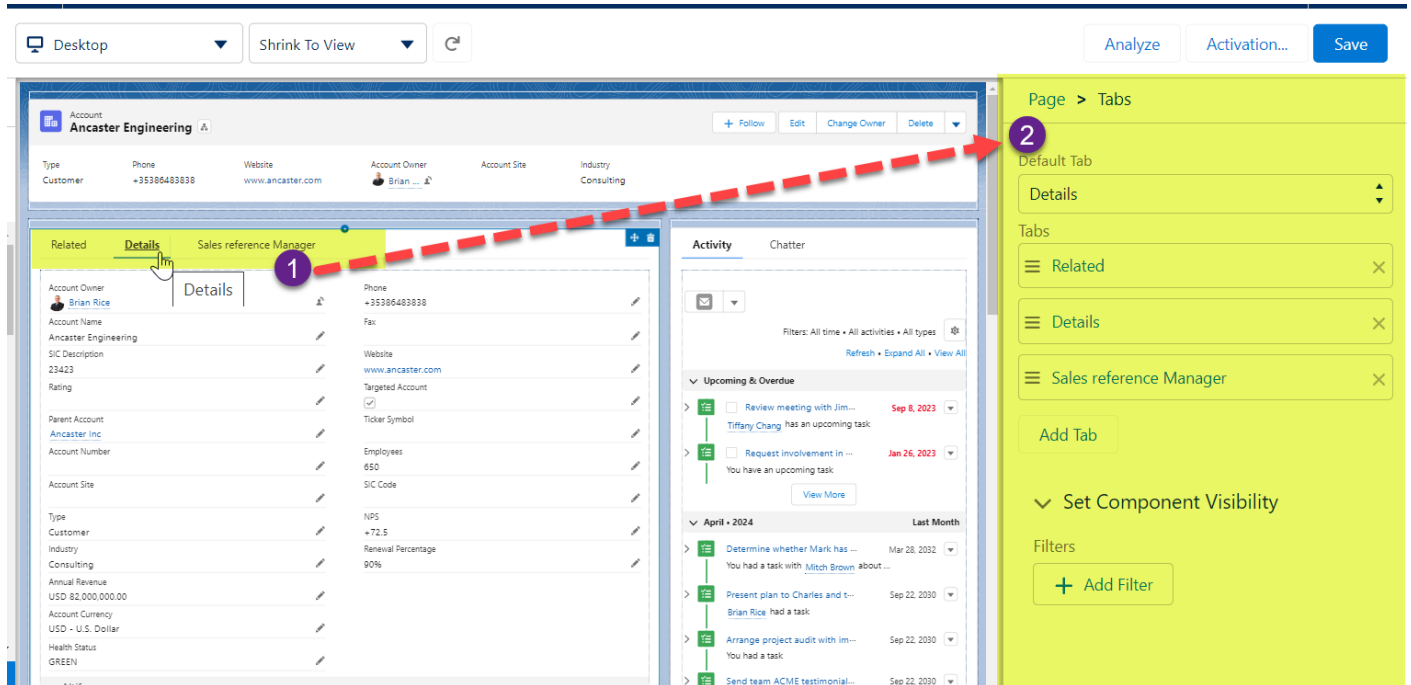 Desktop
Shrink To View
Analyze
Activation...
Save
Account
Ancaster Engineering
+ Follow
Edit
Change Owner
Delete
Type
Phone
Website
Account Owner
Account Site
Industry
Customer
+35386483838
www.ancaster.com
Brian ...
Consulting
Related
Details
Sales reference Manager
1
Details
Account Owner
Brian Rice
Phone
+35386483838
Account Name
Ancaster Engineering
Fax
SIC Description
23423
Website
www.ancaster.com
Rating
Targeted Account
Parent Account
Ancaster Inc
Ticker Symbol
Account Number
Employees
650
Account Site
SIC Code
Type
Customer
NPS
+72.5
Industry
Consulting
Renewal Percentage
90%
Annual Revenue
USD 82,000,000.00
Account Currency
USD - U.S. Dollar
Health Status
GREEN
Activity
Chatter
Filters: All time • All activities • All types
Refresh • Expand All • View All
Upcoming & Overdue
Review meeting with Jim...
Sep 8, 2023
Tiffany Chang has an upcoming task
Request involvement in ...
Jan 26, 2023
You have an upcoming task
View More
April • 2024
Last Month
Determine whether Mark has ...
Mar 28, 2032
You had a task with Mitch Brown about ...
Present plan to Charles and t...
Sep 22, 2030
Brian Rice had a task
Arrange project audit with im...
Sep 22, 2030
You had a task
Send team ACME testimonial...
Sep 22, 2030
Page > Tabs
2
Default Tab
Details
Tabs
Related
Details
Sales reference Manager
Add Tab
Set Component Visibility
Filters
+ Add Filter